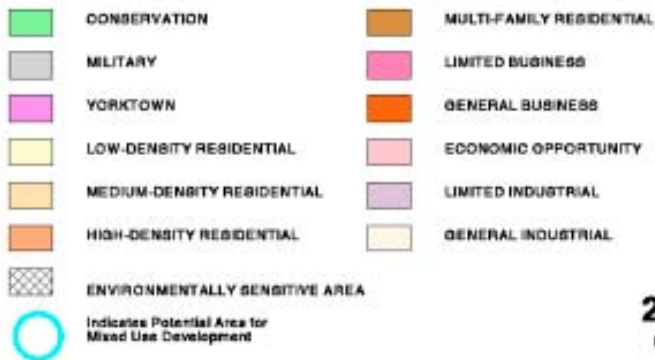 CONSERVATION
MILITARY
YORKTOWN
LOW-DENSITY RESIDENTIAL
MEDIUM-DENSITY RESIDENTIAL
HIGH-DENSITY RESIDENTIAL
ENVIRONMENTALLY SENSITIVE AREA
Indicates Potential Area for
Mixed Use Development
MULTI-FAMILY RESIDENTIAL
LIMITED BUSINESS
GENERAL BUSINESS
ECONOMIC OPPORTUNITY
LIMITED INDUSTRIAL
GENERAL INDUSTRIAL
2